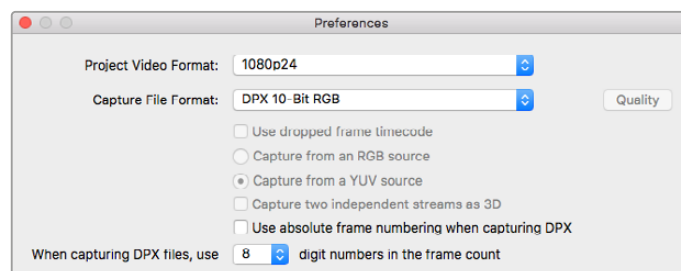 Preferences
Project Video Format: 1080p24
Capture File Format: DPX 10-Bit RGB Quality
Use dropped frame timecode
Capture from an RGB source
Capture from a YUV source
Capture two independent streams as 3D
Use absolute frame numbering when capturing DPX
When capturing DPX files, use 8 digit numbers in the frame count